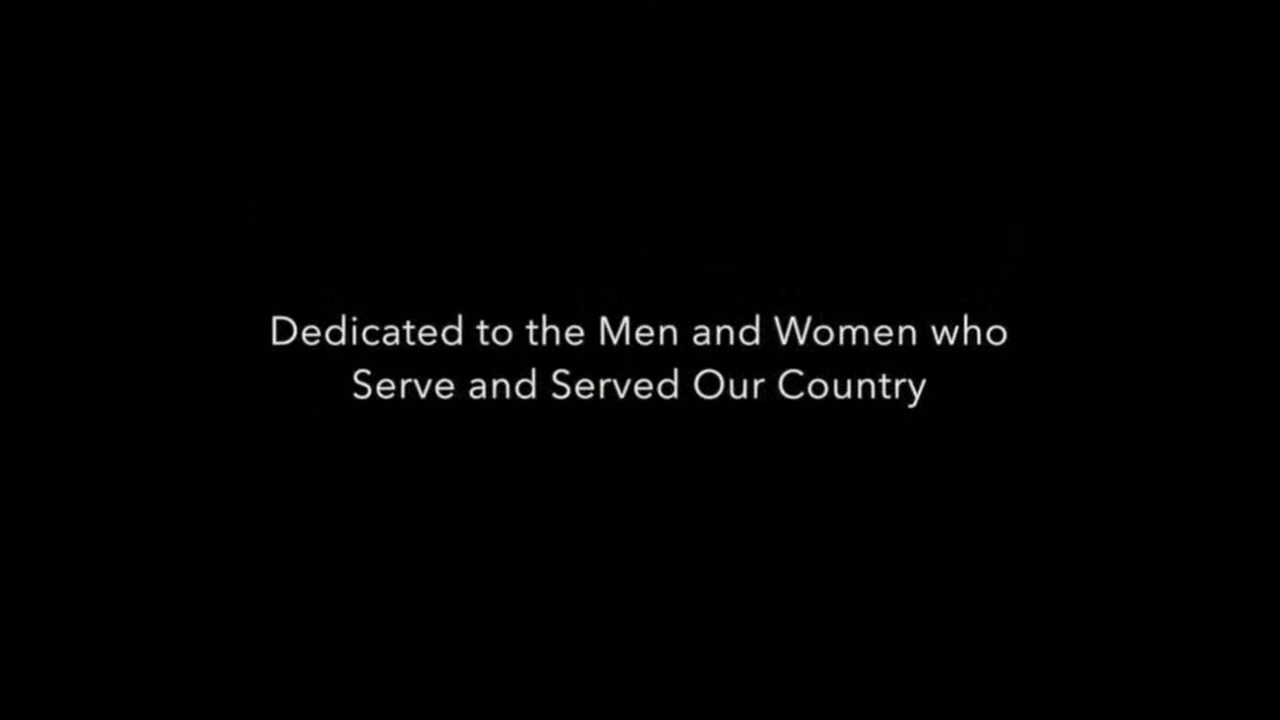 Dedicated to the Men and Women who
Serve and Served Our Country